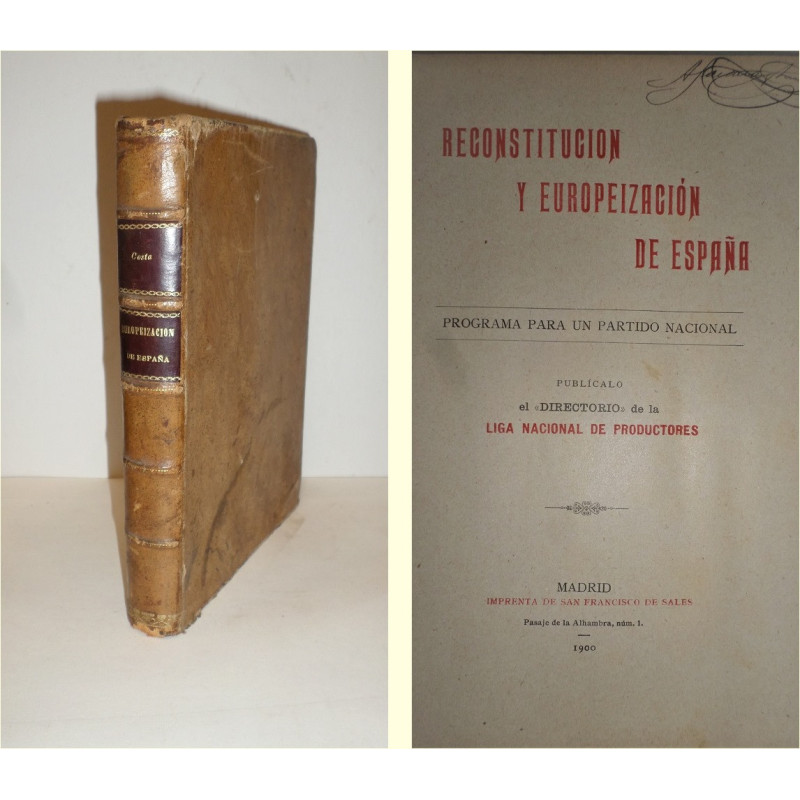 Costa
EUROPEIZACION
DE ESPAÑA
RECONSTITUCION
Y EUROPEIZACIÓN
DE ESPAÑA
PROGRAMA PARA UN PARTIDO NACIONAL
PUBLÍCALO
el «DIRECTORIO» de la
LIGA NACIONAL DE PRODUCTORES
MADRID
IMPRENTA DE SAN FRANCISCO DE SALES
Pasaje de la Alhambra, núm. 1.
1900